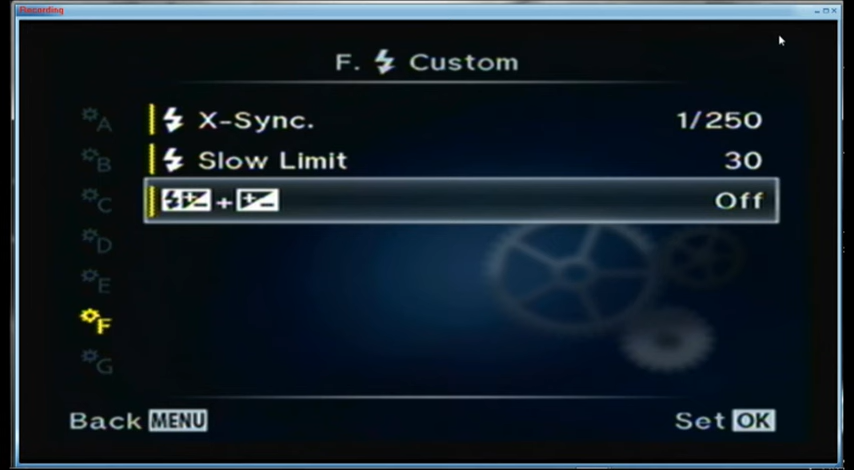 Recording
F. Custom
X-Sync. 1/250
Slow Limit 30
+ Off
A
B
C
D
E
F
G
Back MENU Set OK